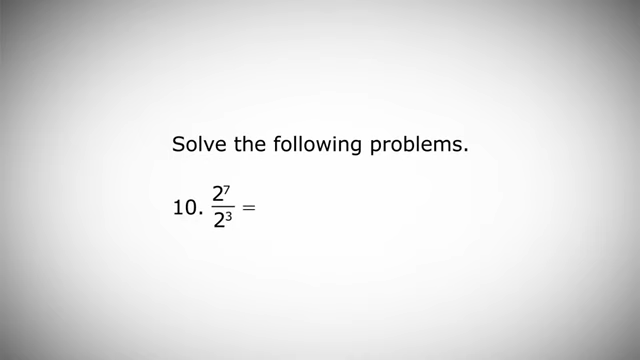 Solve the following problems.
10. 2⁷/2³ =